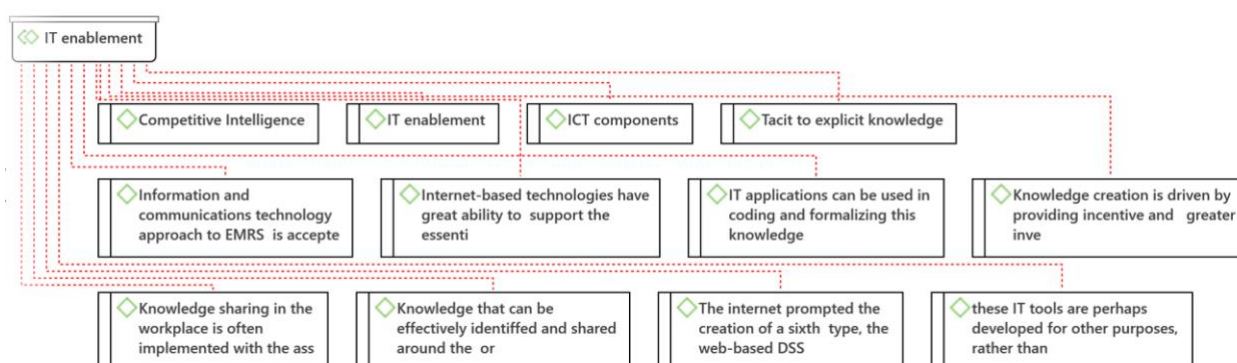 IT enablement
Competitive Intelligence
IT enablement
ICT components
Tacit to explicit knowledge
Information and
communications technology
approach to EMRS is accepte
Internet-based technologies have
great ability to support the
essenti
IT applications can be used in
coding and formalizing this
knowledge
Knowledge creation is driven by
providing incentive and greater
inve
Knowledge sharing in the
workplace is often
implemented with the ass
Knowledge that can be
effectively identiffed and shared
around the or
The internet prompted the
creation of a sixth type, the
web-based DSS
these IT tools are perhaps
developed for other purposes,
rather than